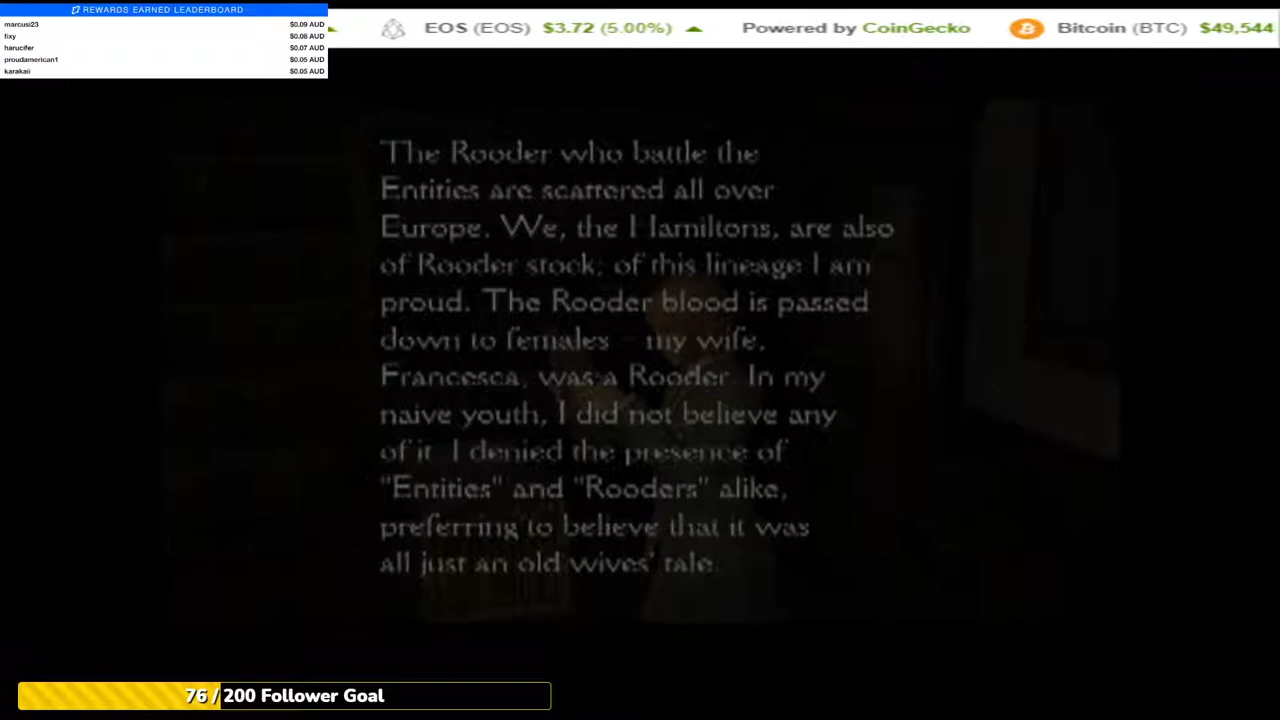 REWARDS EARNED LEADERBOARD
marcusi23 $0.09 AUD
fixy $0.08 AUD
harucifer $0.07 AUD
proudamerican1 $0.05 AUD
karakaii $0.05 AUD
EOS (EOS) $3.72 (5.00%) Powered by CoinGecko Bitcoin (BTC) $49,544
The Rooder who battle the
Entities are scattered all over
Europe. We, the Hamiltons, are also
of Rooder stock; of this lineage I am
proud. The Rooder blood is passed
down to females - my wife,
Francesca, was a Rooder. In my
naive youth, I did not believe any
of it. I denied the presence of
"Entities" and "Rooders" alike,
preferring to believe that it was
all just an old wives' tale.
76 / 200 Follower Goal